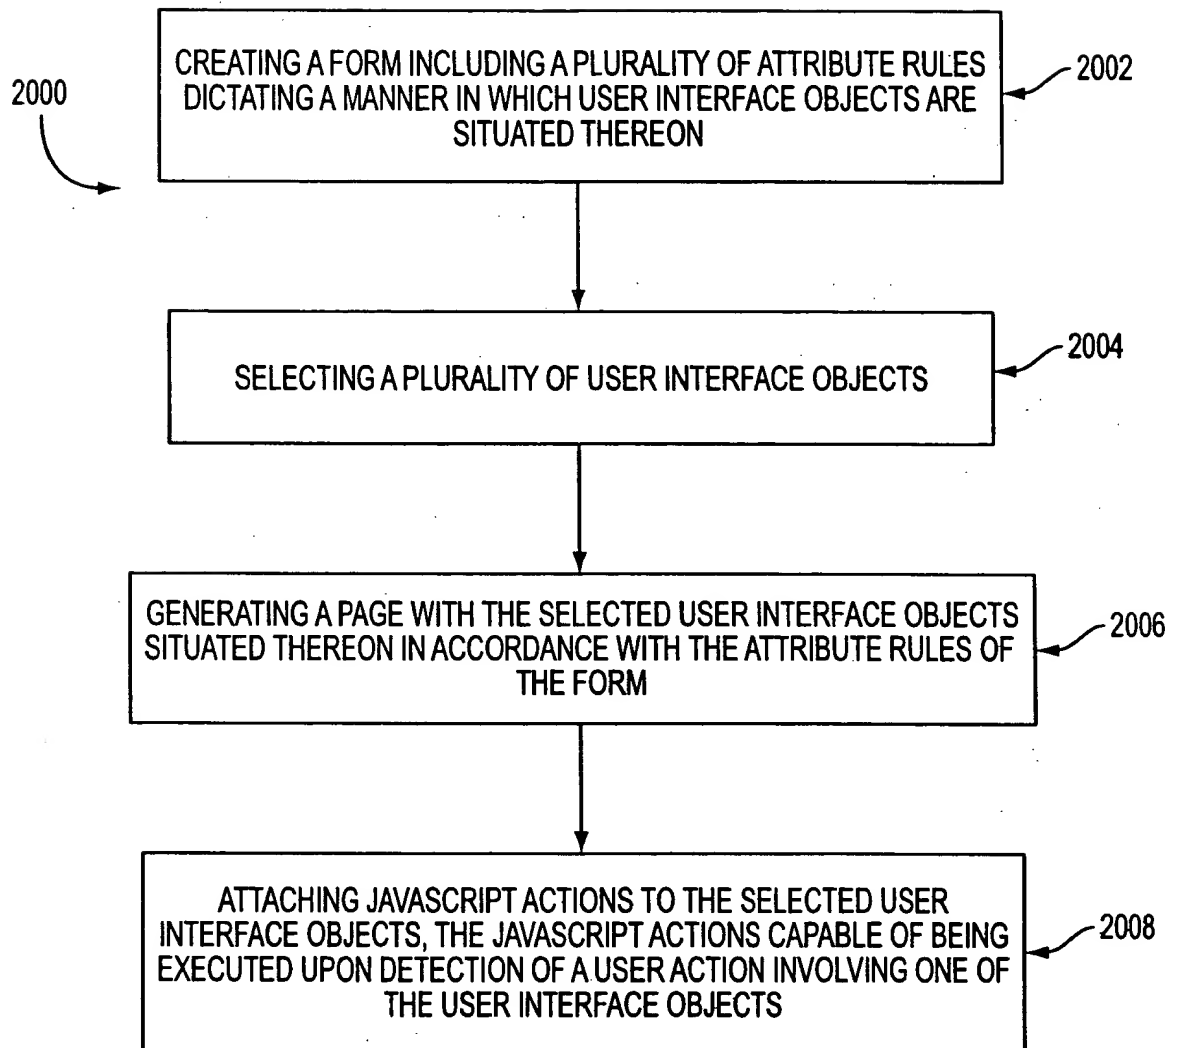 CREATING A FORM INCLUDING A PLURALITY OF ATTRIBUTE RULES
DICTATING A MANNER IN WHICH USER INTERFACE OBJECTS ARE
SITUATED THEREON
2002
2000
SELECTING A PLURALITY OF USER INTERFACE OBJECTS
2004
GENERATING A PAGE WITH THE SELECTED USER INTERFACE OBJECTS
SITUATED THEREON IN ACCORDANCE WITH THE ATTRIBUTE RULES OF
THE FORM
2006
ATTACHING JAVASCRIPT ACTIONS TO THE SELECTED USER
INTERFACE OBJECTS, THE JAVASCRIPT ACTIONS CAPABLE OF BEING
EXECUTED UPON DETECTION OF A USER ACTION INVOLVING ONE OF
THE USER INTERFACE OBJECTS
2008